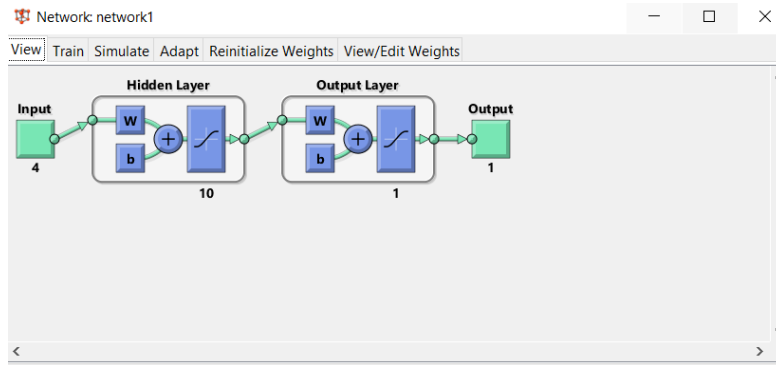 Network: network1
View Train Simulate Adapt Reinitialize Weights View/Edit Weights
Hidden Layer Output Layer
Input Output
W W
b b
4 1
10 1